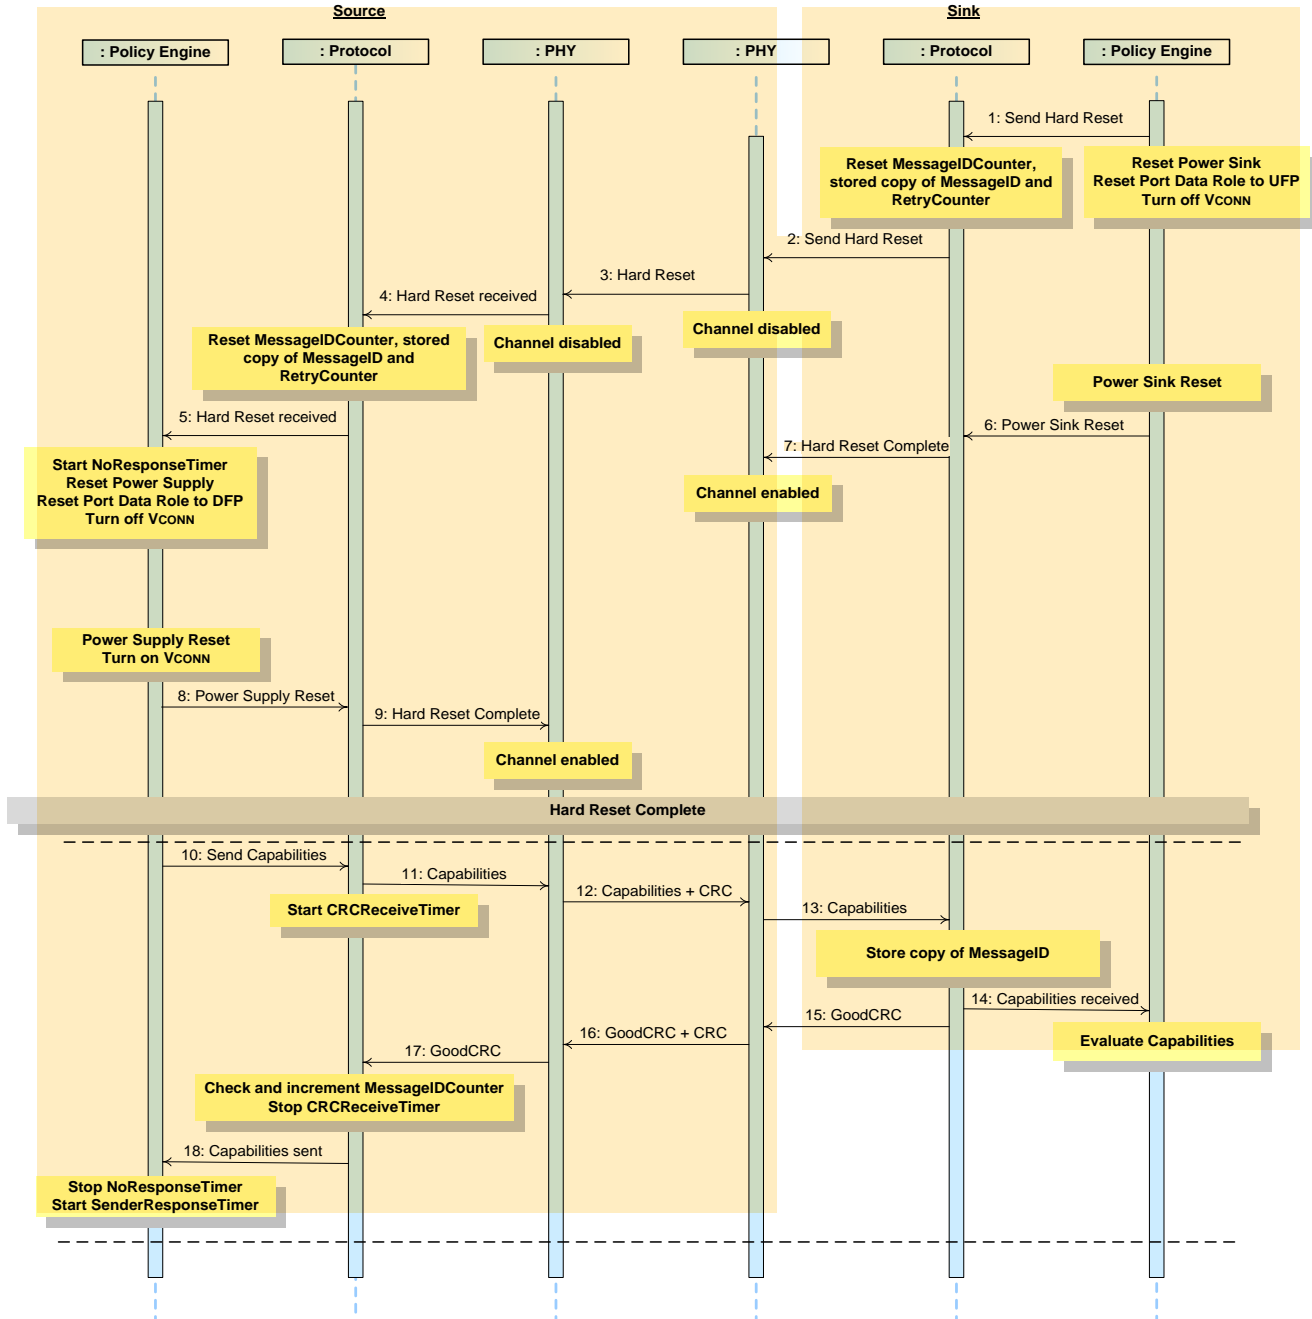 Source
Sink
: Policy Engine
: Protocol
: PHY
: PHY
: Protocol
: Policy Engine
1: Send Hard Reset
Reset MessageIDCounter,
stored copy of MessageID and
RetryCounter
Reset Power Sink
Reset Port Data Role to UFP
Turn off VCONN
2: Send Hard Reset
3: Hard Reset
4: Hard Reset received
Channel disabled
Reset MessageIDCounter, stored
copy of MessageID and
RetryCounter
Channel disabled
Power Sink Reset
5: Hard Reset received
6: Power Sink Reset
7: Hard Reset Complete
Start NoResponseTimer
Reset Power Supply
Reset Port Data Role to DFP
Turn off VCONN
Channel enabled
Power Supply Reset
Turn on VCONN
8: Power Supply Reset
9: Hard Reset Complete
Channel enabled
Hard Reset Complete
10: Send Capabilities
11: Capabilities
12: Capabilities + CRC
Start CRCReceiveTimer
13: Capabilities
Store copy of MessageID
14: Capabilities received
15: GoodCRC
16: GoodCRC + CRC
Evaluate Capabilities
17: GoodCRC
Check and increment MessageIDCounter
Stop CRCReceiveTimer
18: Capabilities sent
Stop NoResponseTimer
Start SenderResponseTimer